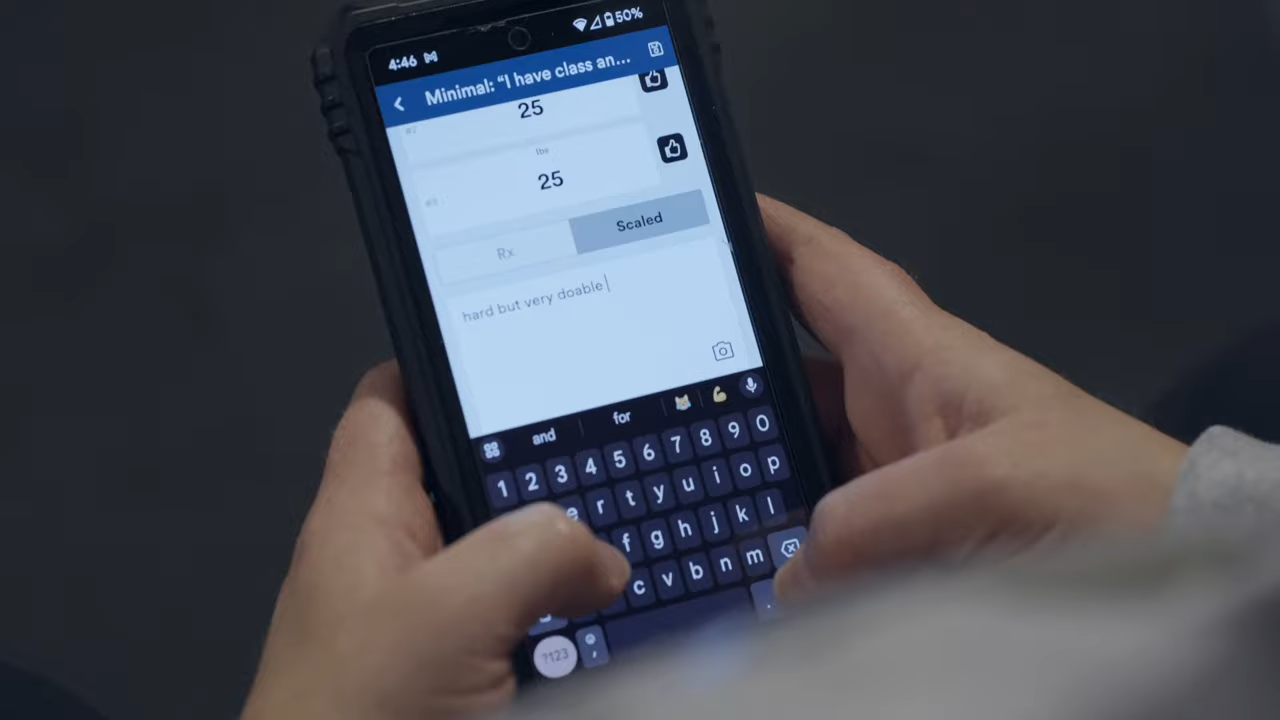 4:46 50%
Minimal: “I have class an...
#2 25
lbs
25
Rx Scaled
hard but very doable
and for
1 2 3 4 5 6 7 8 9 0
e r t y u i o p
f g h j k l
c v b n m
?123 , .